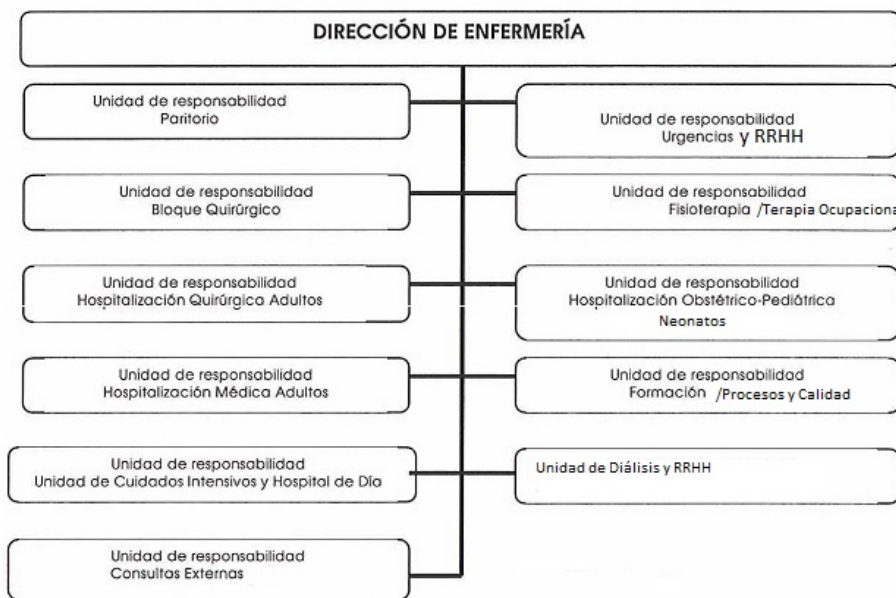 DIRECCIÓN DE ENFERMERÍA
Unidad de responsabilidad
Paritorio
Unidad de responsabilidad
Urgencias y RRHH
Unidad de responsabilidad
Bloque Quirúrgico
Unidad de responsabilidad
Fisioterapia /Terapia Ocupaciona
Unidad de responsabilidad
Hospitalización Quirúrgica Adultos
Unidad de responsabilidad
Hospitalización Obstétrico-Pediátrica
Neonatos
Unidad de responsabilidad
Hospitalización Médica Adultos
Unidad de responsabilidad
Formación /Procesos y Calidad
Unidad de responsabilidad
Unidad de Cuidados Intensivos y Hospital de Día
Unidad de Diálisis y RRHH
Unidad de responsabilidad
Consultas Externas